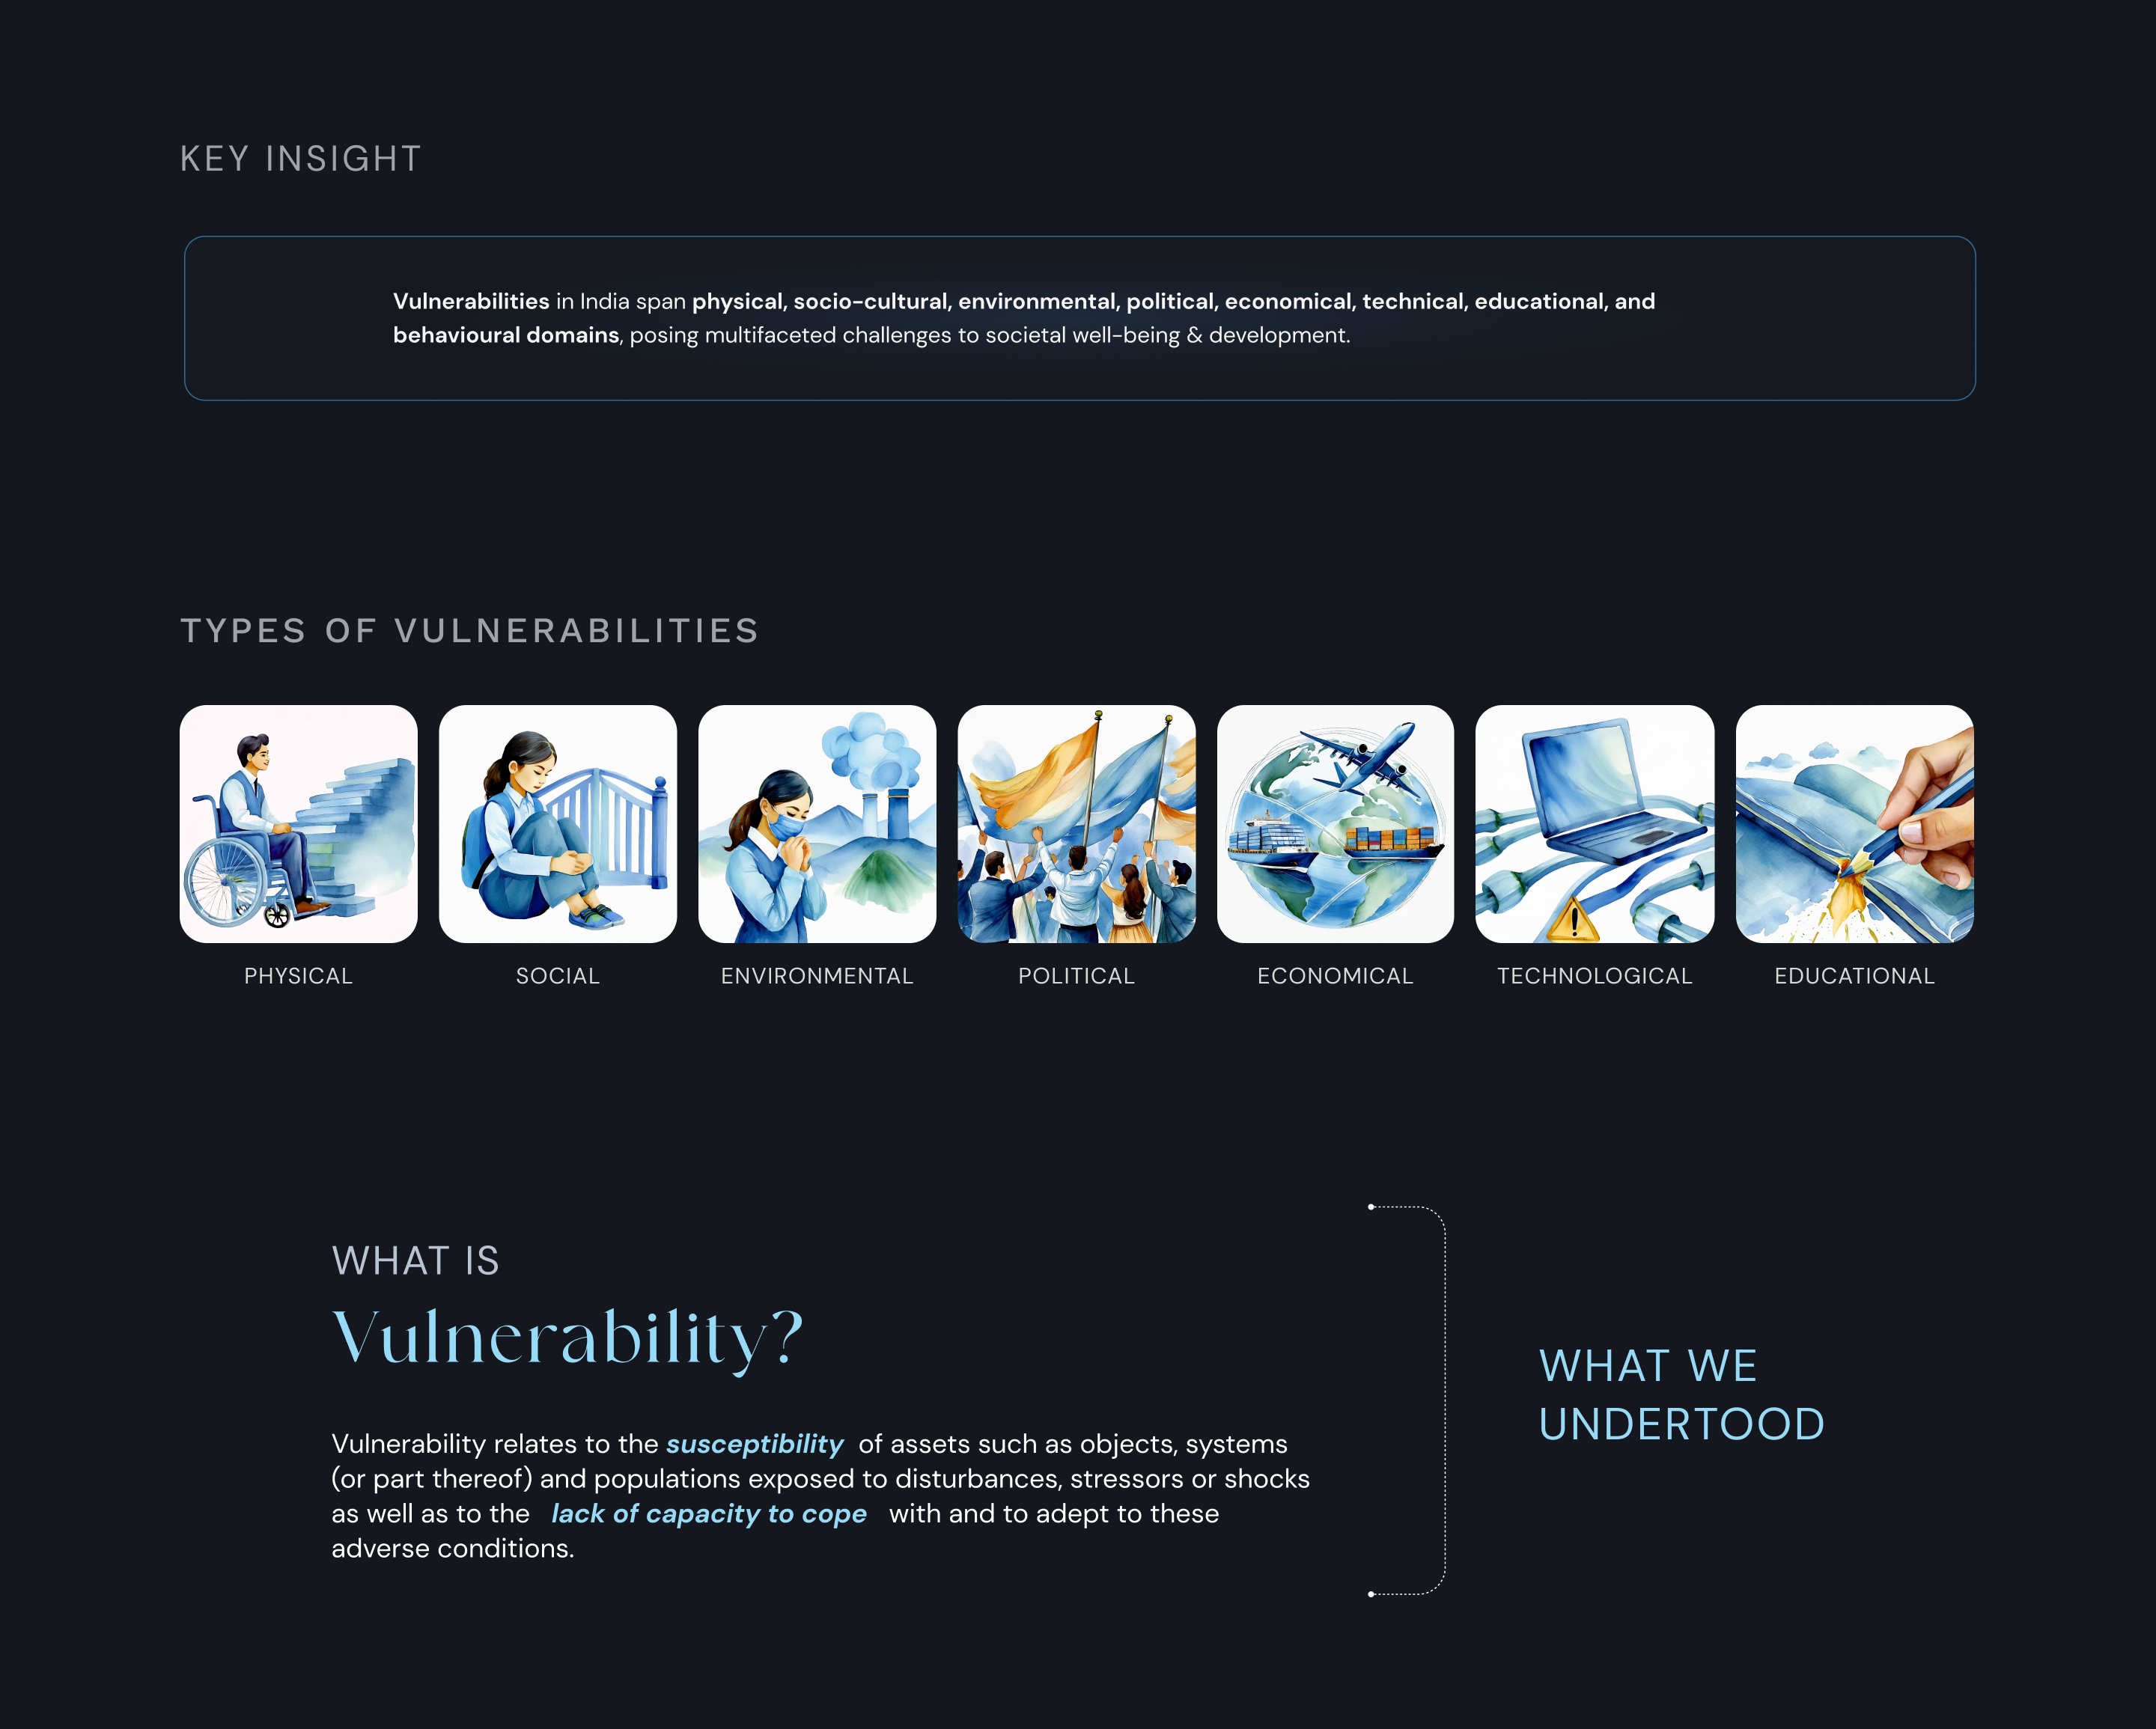 KEY INSIGHT
Vulnerabilities in India span physical, socio-cultural, environmental, political, economical, technical, educational, and
behavioural domains, posing multifaceted challenges to societal well-being & development.
TYPES OF VULNERABILITIES
PHYSICAL
SOCIAL
ENVIRONMENTAL
POLITICAL
ECONOMICAL
TECHNOLOGICAL
EDUCATIONAL
WHAT IS
Vulnerability?
Vulnerability relates to the susceptibility of assets such as objects, systems
(or part thereof) and populations exposed to disturbances, stressors or shocks
as well as to the lack of capacity to cope with and to adept to these
adverse conditions.
WHAT WE
UNDERTOOD